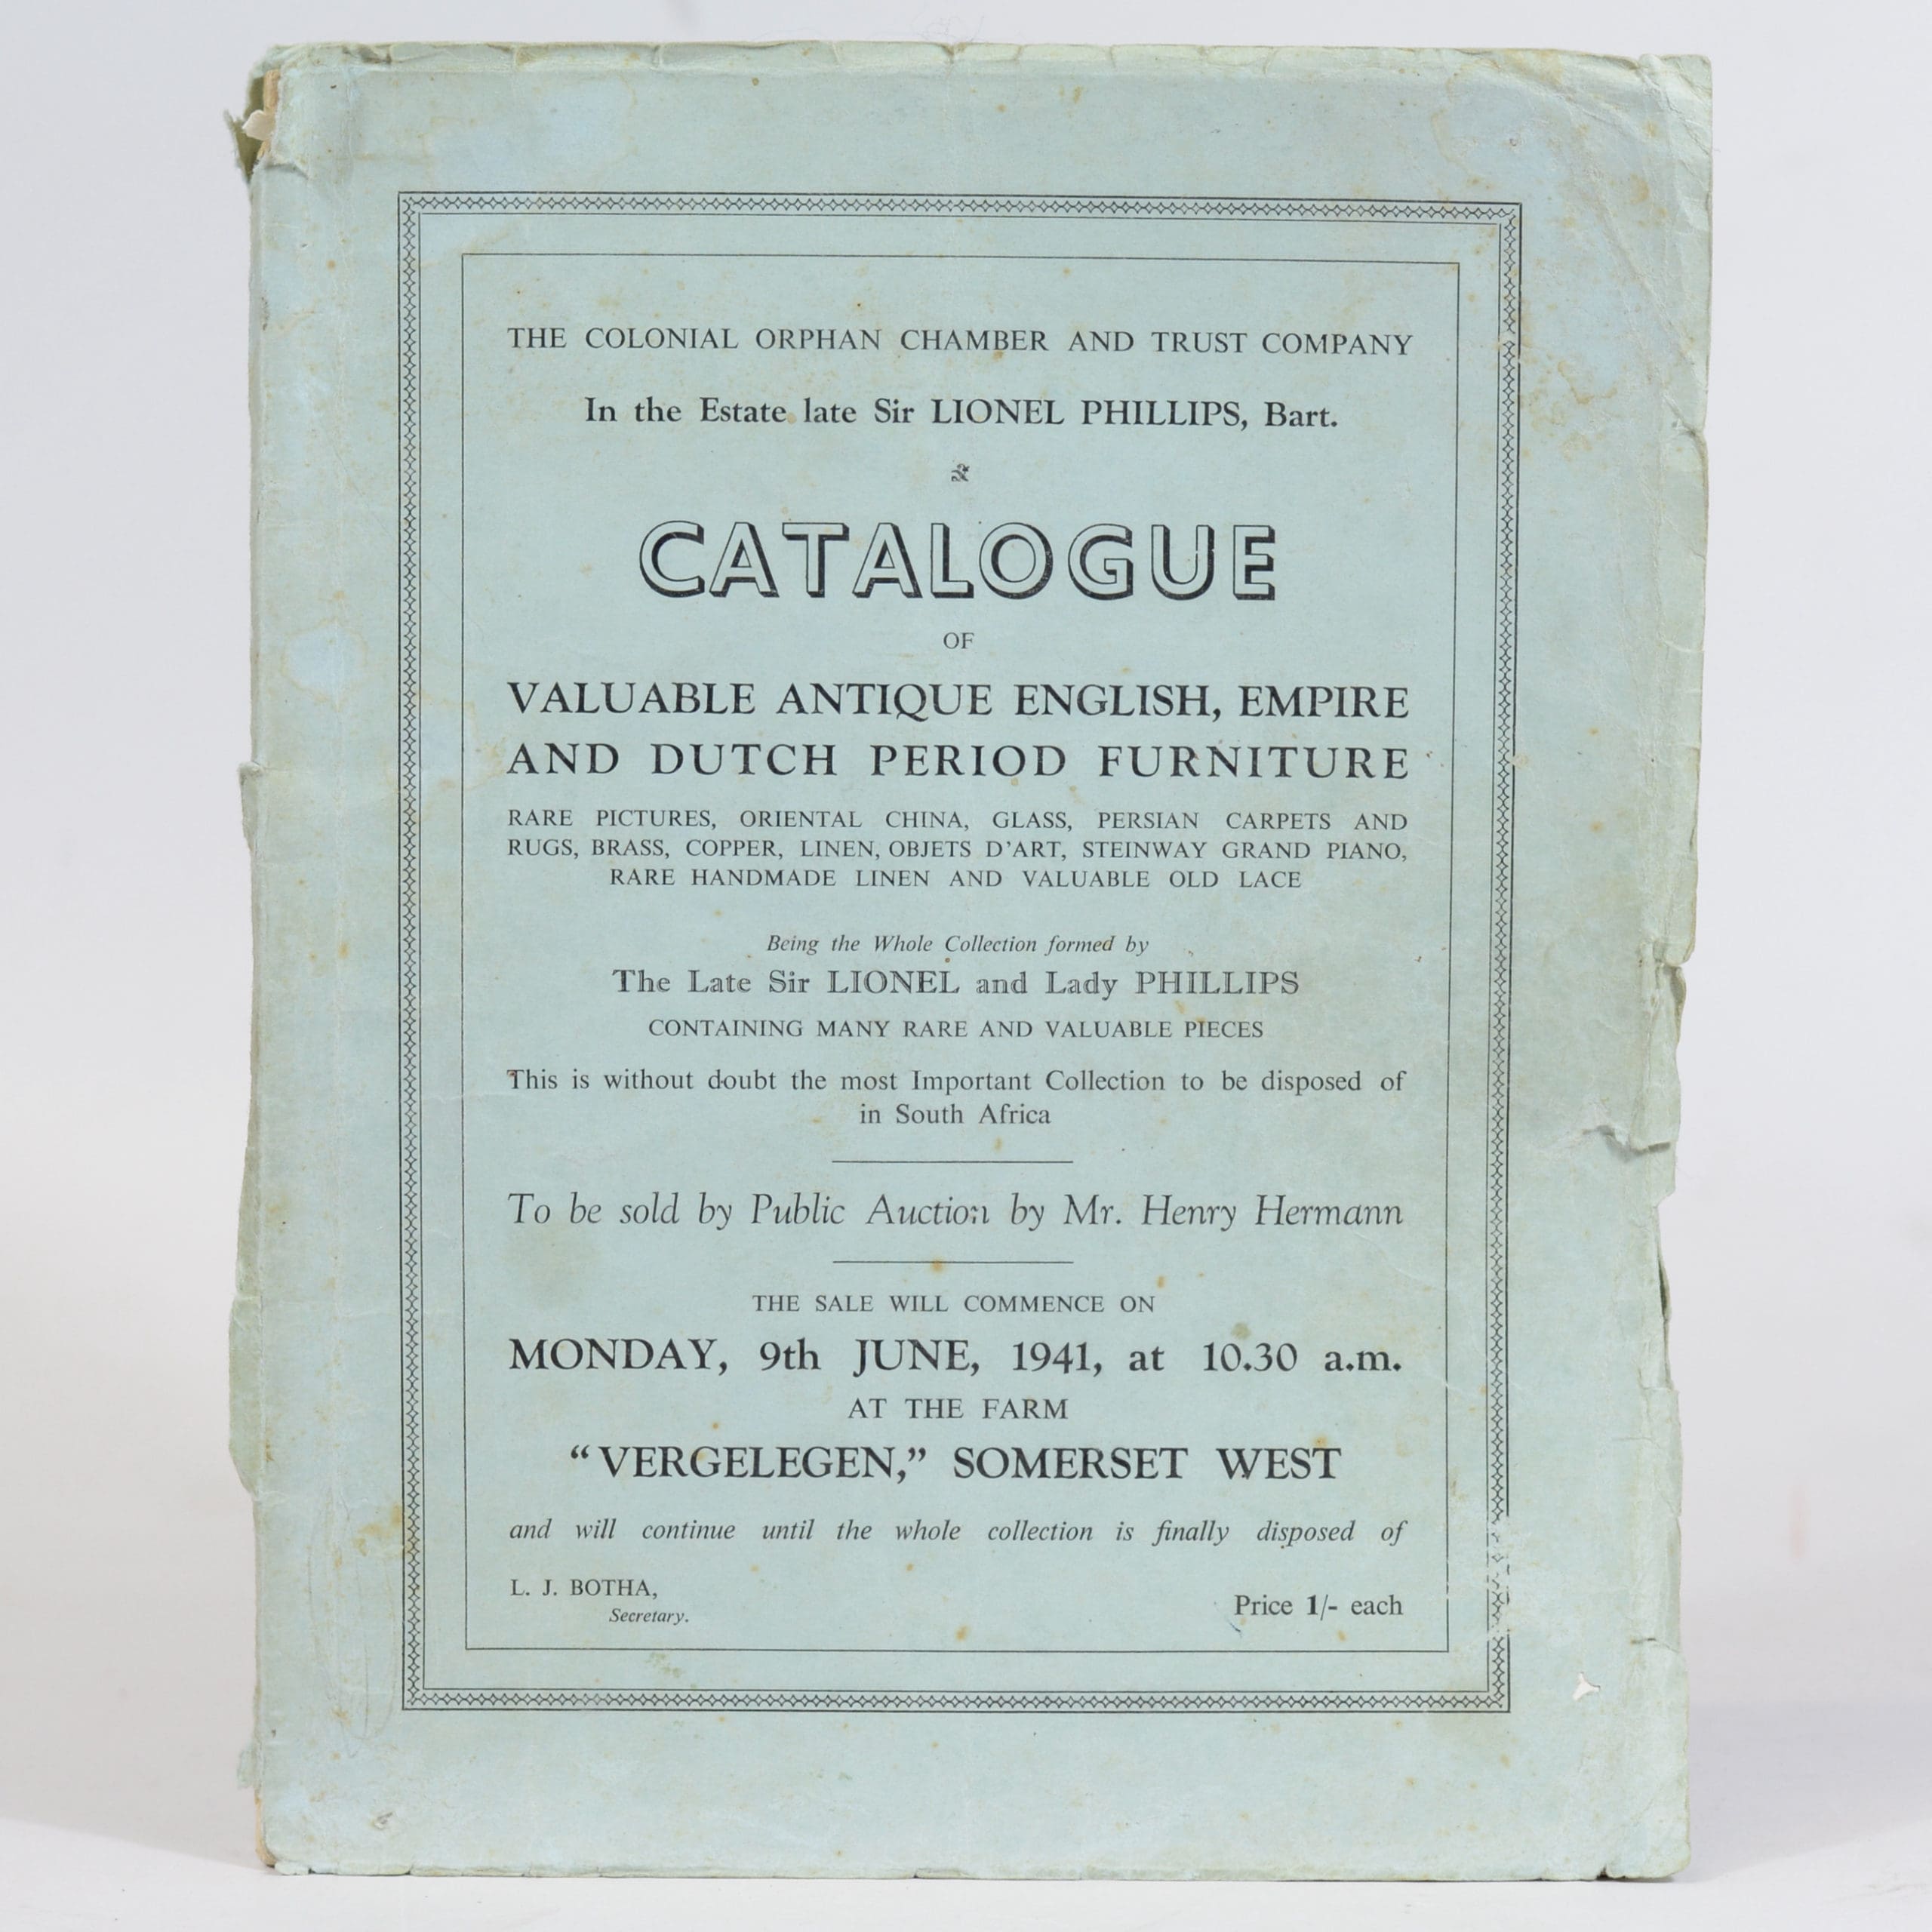 THE COLONIAL ORPHAN CHAMBER AND TRUST COMPANY
In the Estate late Sir LIONEL PHILLIPS, Bart.
CATALOGUE
OF
VALUABLE ANTIQUE ENGLISH, EMPIRE
AND DUTCH PERIOD FURNITURE
RARE PICTURES, ORIENTAL CHINA, GLASS, PERSIAN CARPETS AND
RUGS, BRASS, COPPER, LINEN, OBJETS D'ART, STEINWAY GRAND PIANO,
RARE HANDMADE LINEN AND VALUABLE OLD LACE
Being the Whole Collection formed by
The Late Sir LIONEL and Lady PHILLIPS
CONTAINING MANY RARE AND VALUABLE PIECES
This is without doubt the most Important Collection to be disposed of
in South Africa
To be sold by Public Auction by Mr. Henry Hermann
THE SALE WILL COMMENCE ON
MONDAY, 9th JUNE, 1941, at 10.30 a.m.
AT THE FARM
“VERGELEGEN,” SOMERSET WEST
and will continue until the whole collection is finally disposed of
L. J. BOTHA,
Secretary.
Price 1/- each